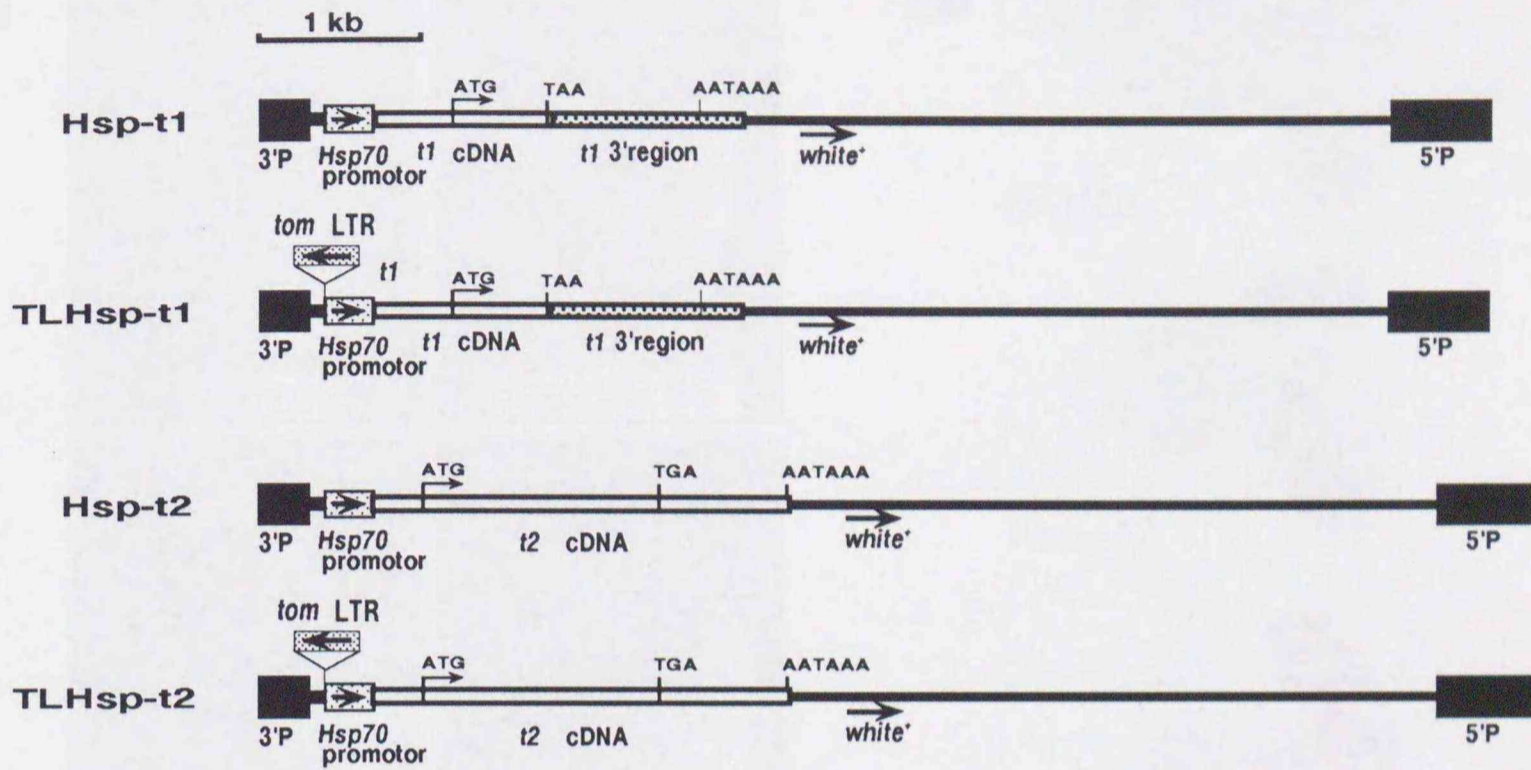 1 kb
ATG TAA AATAAA
Hsp-t1
3'P Hsp70 promotor t1 cDNA t1 3'region white+ 5'P
tom LTR
t1 ATG TAA AATAAA
TLHsp-t1
3'P Hsp70 promotor t1 cDNA t1 3'region white+ 5'P
ATG TGA AATAAA
Hsp-t2
3'P Hsp70 promotor t2 cDNA white+ 5'P
tom LTR
ATG TGA AATAAA
TLHsp-t2
3'P Hsp70 promotor t2 cDNA white+ 5'P